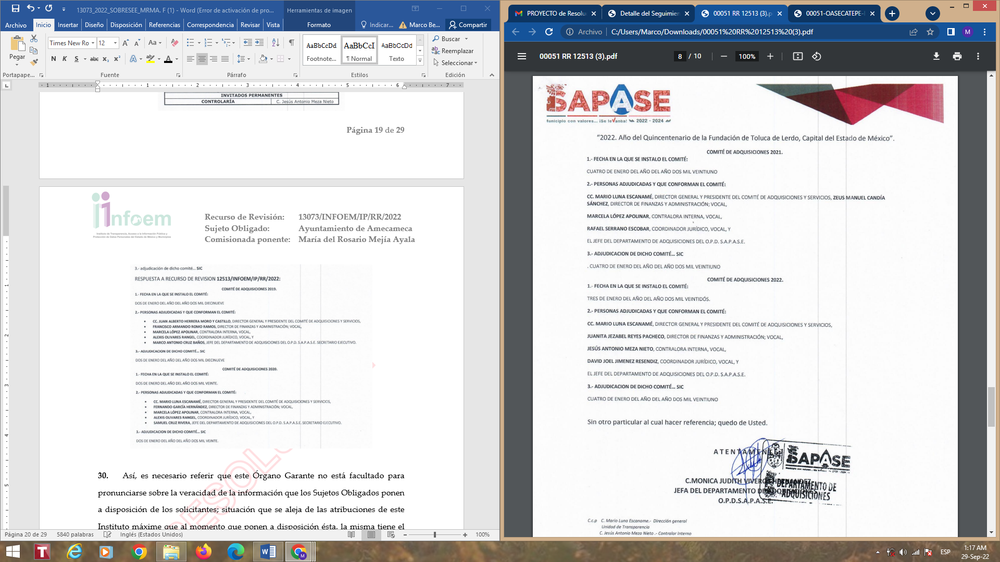 13073_2022_SOBRESEE_MRMA. F (1) - Word (Error de activación de pro...
Herramientas de imagen
Archivo Inicio Insertar Diseño Disposición Referencias Correspondencia Revisar Vista Formato Indicar... Marco Be... Compartir
Pegar
Times New Ro 12 Aa
N K S abc x₂ x² A A
AaBbCcDd AaBbCcI AaBbCcDd
Footnote... ¶ Normal Texto
Buscar
Reemplazar
Seleccionar
Portapape... Fuente Párrafo Estilos Edición
1 1 2 3 4 5 6 7
INVITADOS PERMANENTES
CONTROLARÍA C. Jesús Antonio Meza Nieto
Página 19 de 29
infoem
Instituto de Transparencia, Acceso a la Información Pública y
Protección de Datos Personales del Estado de México y Municipios
Recurso de Revisión: 13073/INFOEM/IP/RR/2022
Sujeto Obligado: Ayuntamiento de Amecameca
Comisionada ponente: María del Rosario Mejía Ayala
3.- adjudicación de dicho comité... SIC
RESPUESTA A RECURSO DE REVISION 12513/INFOEM/IP/RR/2022:
COMITÉ DE ADQUISICIONES 2019.
1.- FECHA EN LA QUE SE INSTALO EL COMITÉ:
DOS DE ENERO DEL AÑO DEL AÑO DOS MIL DIECINUEVE
2.- PERSONAS ADJUDICADAS Y QUE CONFORMAN EL COMITÉ:
• CC. JUAN ALBERTO HERRERA MORO Y CASTILLO, DIRECTOR GENERAL Y PRESIDENTE DEL COMITÉ DE ADQUISICIONES Y SERVICIOS,
• FRANCISCO ARMANDO ROMO RAMOS, DIRECTOR DE FINANZAS Y ADMINISTRACIÓN; VOCAL,
• MARCELA LÓPEZ APOLINAR, CONTRALORA INTERNA, VOCAL,
• ALEXIS OLIVARES RANGEL, COORDINADOR JURÍDICO, VOCAL, Y
• MARCO ANTONIO CRUZ BAÑOS, JEFE DEL DEPARTAMENTO DE ADQUISICIONES DEL O.P.D. S.A.P.A.S.E. SECRETARIO EJECUTIVO.
3.- ADJUDICACION DE DICHO COMITÉ... SIC
DOS DE ENERO DEL AÑO DEL AÑO DOS MIL DIECINUEVE
COMITÉ DE ADQUISICIONES 2020.
1.- FECHA EN LA QUE SE INSTALO EL COMITÉ:
DOS DE ENERO DEL AÑO DEL AÑO DOS MIL VEINTE.
2.- PERSONAS ADJUDICADAS Y QUE CONFORMAN EL COMITÉ:
• CC. MARIO LUNA ESCANAMÉ, DIRECTOR GENERAL Y PRESIDENTE DEL COMITÉ DE ADQUISICIONES Y SERVICIOS,
• FERNANDO GARCÍA HERNÁNDEZ, DIRECTOR DE FINANZAS Y ADMINISTRACIÓN; VOCAL,
• MARCELA LÓPEZ APOLINAR, CONTRALORA INTERNA, VOCAL,
• ALEXIS OLIVARES RANGEL, COORDINADOR JURÍDICO, VOCAL, Y
• SAMUEL CRUZ RIVERA, JEFE DEL DEPARTAMENTO DE ADQUISICIONES DEL O.P.D. S.A.P.A.S.E. SECRETARIO EJECUTIVO.
3.- ADJUDICACION DE DICHO COMITÉ... SIC
DOS DE ENERO DEL AÑO DEL AÑO DOS MIL VEINTE.
RESOL
30. Así, es necesario referir que este Órgano Garante no está facultado para
pronunciarse sobre la veracidad de la información que los Sujetos Obligados ponen
a disposición de los solicitantes; situación que se aleja de las atribuciones de este
Instituto máxime que al momento que ponen a disposición ésta, la misma tiene el
Página 20 de 29 5840 palabras Inglés (Estados Unidos) 100%
PROYECTO de Resolu Detalle del Seguimien 00051 RR 12513 (3).p 00051-OASECATEPE-
Archivo C:/Users/Marco/Downloads/00051%20RR%2012513%20(3).pdf M
00051 RR 12513 (3).pdf 8 / 10 100%
SAPASE
Municipio con valores... ¡Se levanta! 2022 - 2024
“2022. Año del Quincentenario de la Fundación de Toluca de Lerdo, Capital del Estado de México”.
COMITÉ DE ADQUISICIONES 2021.
1.- FECHA EN LA QUE SE INSTALO EL COMITÉ:
CUATRO DE ENERO DEL AÑO DEL AÑO DOS MIL VEINTIUNO
2.- PERSONAS ADJUDICADAS Y QUE CONFORMAN EL COMITÉ:
CC. MARIO LUNA ESCANAMÉ, DIRECTOR GENERAL Y PRESIDENTE DEL COMITÉ DE ADQUISICIONES Y SERVICIOS, ZEUS MANUEL CANDÍA
SÁNCHEZ, DIRECTOR DE FINANZAS Y ADMINISTRACIÓN; VOCAL,
MARCELA LÓPEZ APOLINAR, CONTRALORA INTERNA, VOCAL,
RAFAEL SERRANO ESCOBAR, COORDINADOR JURÍDICO, VOCAL, Y
EL JEFE DEL DEPARTAMENTO DE ADQUISICIONES DEL O.P.D. S.A.P.A.S.E.
3.- ADJUDICACION DE DICHO COMITÉ... SIC
. CUATRO DE ENERO DEL AÑO DEL AÑO DOS MIL VEINTIUNO
COMITÉ DE ADQUISICIONES 2022.
1.- FECHA EN LA QUE SE INSTALO EL COMITÉ:
TRES DE ENERO DEL AÑO DEL AÑO DOS MIL VEINTIDÓS.
2.- PERSONAS ADJUDICADAS Y QUE CONFORMAN EL COMITÉ:
CC. MARIO LUNA ESCANAMÉ, DIRECTOR GENERAL Y PRESIDENTE DEL COMITÉ DE ADQUISICIONES Y SERVICIOS,
JUANITA JEZABEL REYES PACHECO, DIRECTOR DE FINANZAS Y ADMINISTRACIÓN; VOCAL,
JESÚS ANTONIO MEZA NIETO, CONTRALORA INTERNA, VOCAL,
DAVID JOEL JIMENEZ RESENDIZ, COORDINADOR JURÍDICO, VOCAL, Y
EL JEFE DEL DEPARTAMENTO DE ADQUISICIONES DEL O.P.D. S.A.P.A.S.E.
3.- ADJUDICACION DE DICHO COMITÉ... SIC
CUATRO DE ENERO DEL AÑO DEL AÑO DOS MIL VEINTIUNO
Sin otro particular al cual hacer referencia; quedo de Usted.
A T E N T A M E N T E
SAPASE
DEPARTAMENTO DE
ADQUISICIONES
C.MONICA JUDITH VIVEROS HERNANDEZ
JEFA DEL DEPARTAMENTO DE ADQUISICIONES
O.P.D.S.A.P.A.S.E.
C.c.p C. Mario Luna Escaname.- Dirección general
Unidad de Transparencia
C. Jesús Antonio Meza Nieto .- Contralor Interno
ESP 1:17 AM
29-Sep-22